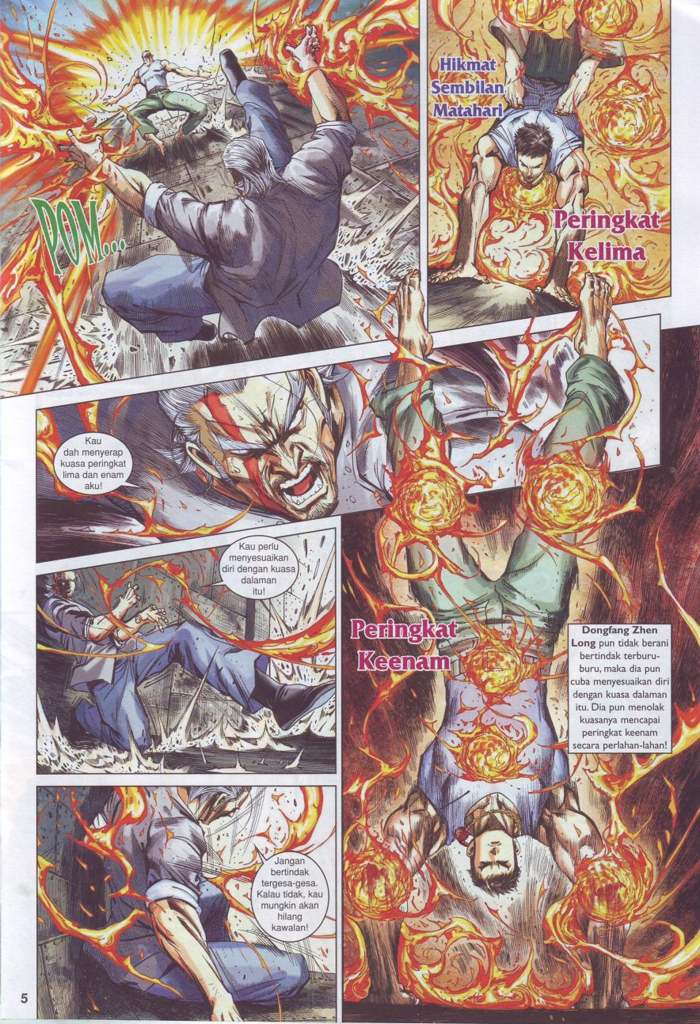 POM...
Hikmat
Sembilan
Matahari
Peringkat
Kelima
Kau
dah menyerap
kuasa peringkat
lima dan enam
aku!
Kau perlu
menyesuaikan
diri dengan kuasa
dalaman
itu!
Peringkat
Keenam
Dongfang Zhen
Long pun tidak berani
bertindak terburu-
buru, maka dia pun
cuba menyesuaikan diri
dengan kuasa dalaman
itu. Dia pun menolak
kuasanya mencapai
peringkat keenam
secara perlahan-lahan!
Jangan
bertindak
tergesa-gesa.
Kalau tidak, kau
mungkin akan
hilang
kawalan!
5